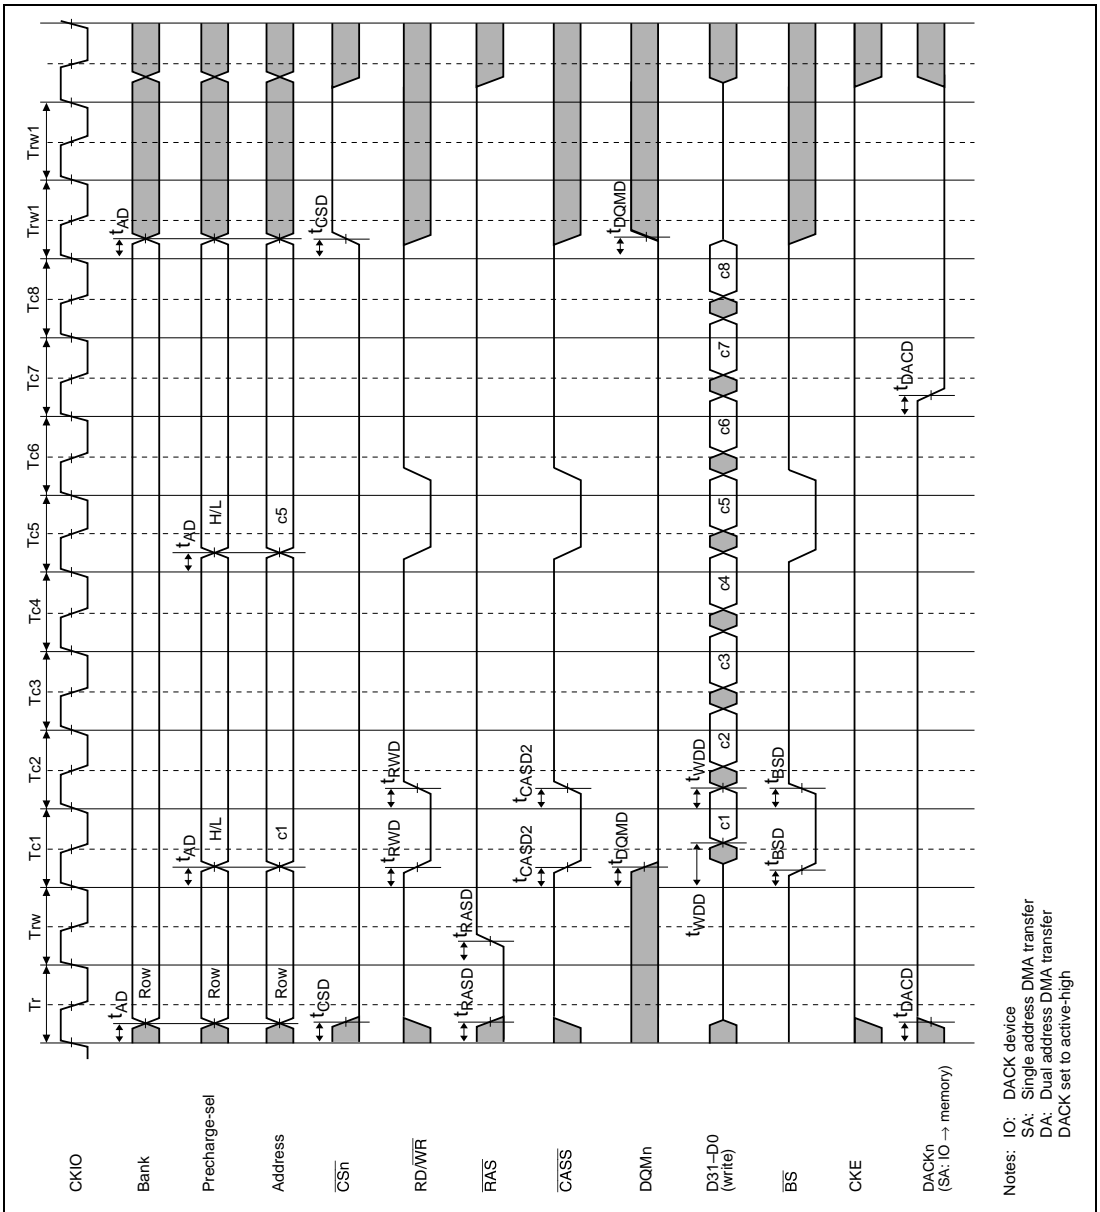 Tr Trw Tc1 Tc2 Tc3 Tc4 Tc5 Tc6 Tc7 Tc8 Trw1 Trw1
CKIO
Bank
tAD Row tAD
Precharge-sel
Row tAD H/L tAD H/L
Address
Row c1 c5
CSn
tCSD tCSD
RD/WR
tRWD tRWD
RAS
tRASD tRASD
CASS
tCASD2 tCASD2
DQMn
tDQMD tDQMD
D31–D0
(write)
tWDD c1 tWDD c2 c3 c4 c5 c6 c7 c8
BS
tBSD tBSD
CKE
DACKn
(SA: IO → memory)
tDACD tDACD
Notes: IO: DACK device
SA: Single address DMA transfer
DA: Dual address DMA transfer
DACK set to active-high